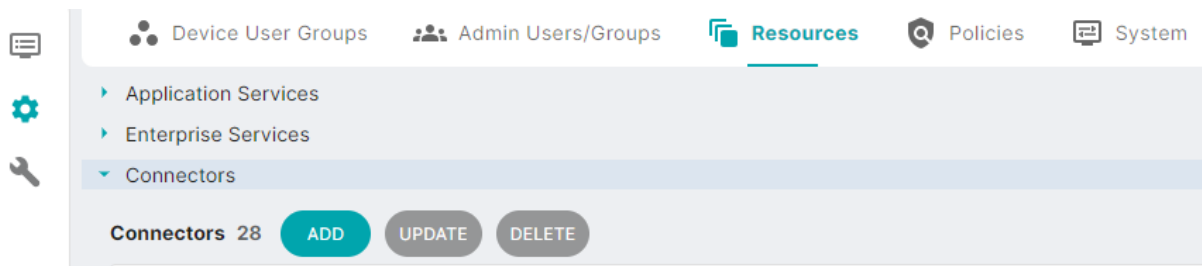 Device User Groups Admin Users/Groups Resources Policies System
Application Services
Enterprise Services
Connectors
Connectors 28 ADD UPDATE DELETE